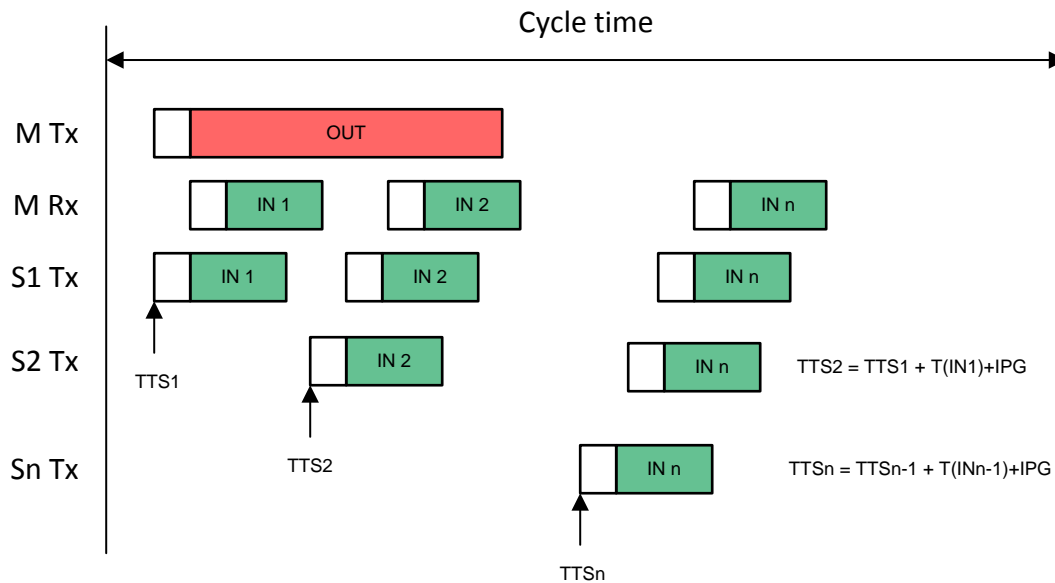 Cycle time
M Tx
OUT
M Rx
IN 1
IN 2
IN n
S1 Tx
IN 1
IN 2
IN n
TTS1
S2 Tx
IN 2
IN n
TTS2 = TTS1 + T(IN1)+IPG
TTS2
Sn Tx
IN n
TTSn = TTSn-1 + T(INn-1)+IPG
TTSn